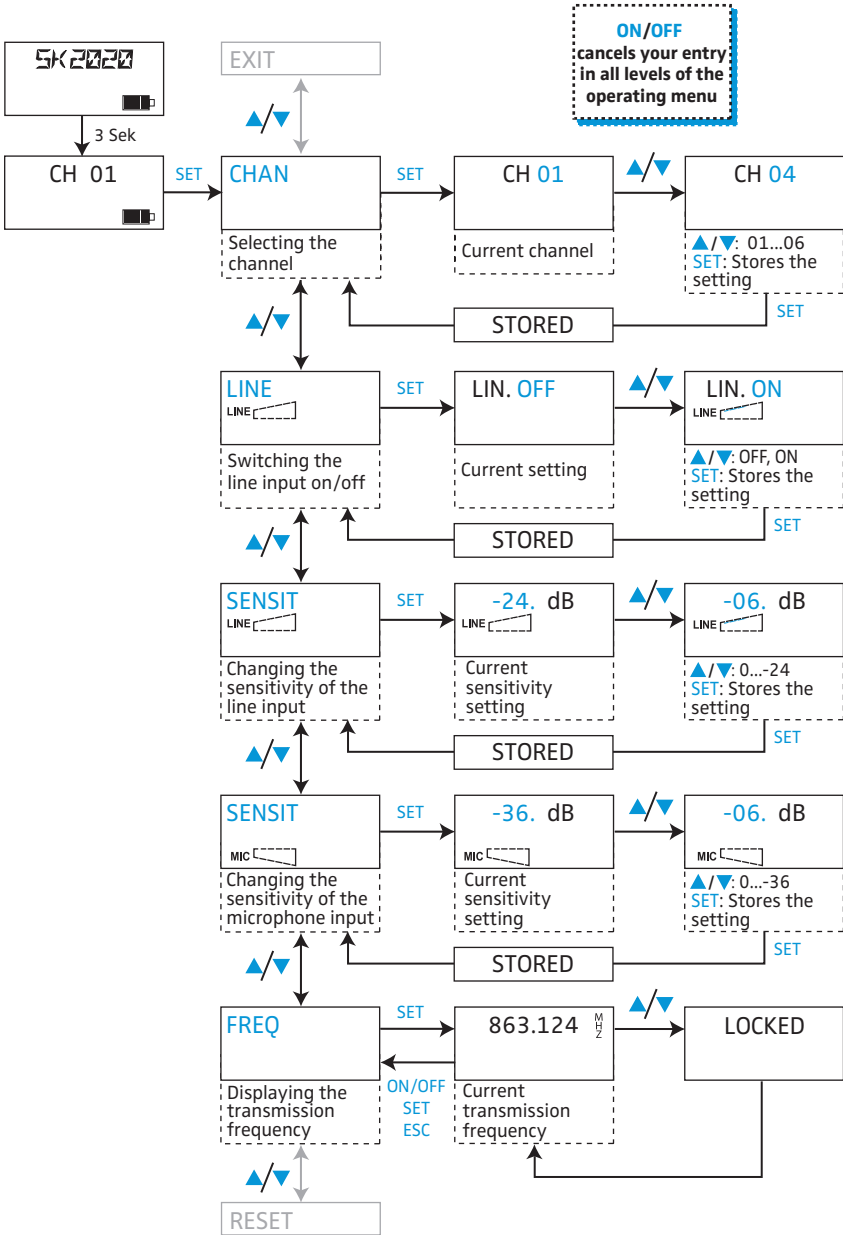 ON/OFF
cancels your entry
in all levels of the
operating menu
SK2020
EXIT
▲/▼
3 Sek
CH 01
SET
CHAN
SET
CH 01
▲/▼
CH 04
Selecting the
channel
Current channel
▲/▼: 01...06
SET: Stores the
setting
▲/▼
STORED
SET
LINE
LINE
SET
LIN. OFF
▲/▼
LIN. ON
LINE
Switching the
line input on/off
Current setting
▲/▼: OFF, ON
SET: Stores the
setting
▲/▼
STORED
SET
SENSIT
LINE
SET
-24. dB
LINE
▲/▼
-06. dB
LINE
Changing the
sensitivity of the
line input
Current
sensitivity
setting
▲/▼: 0...-24
SET: Stores the
setting
▲/▼
STORED
SET
SENSIT
MIC
SET
-36. dB
MIC
▲/▼
-06. dB
MIC
Changing the
sensitivity of the
microphone input
Current
sensitivity
setting
▲/▼: 0...-36
SET: Stores the
setting
▲/▼
STORED
SET
FREQ
SET
863.124 MHZ
▲/▼
LOCKED
ON/OFF
SET
ESC
Displaying the
transmission
frequency
Current
transmission
frequency
▲/▼
RESET